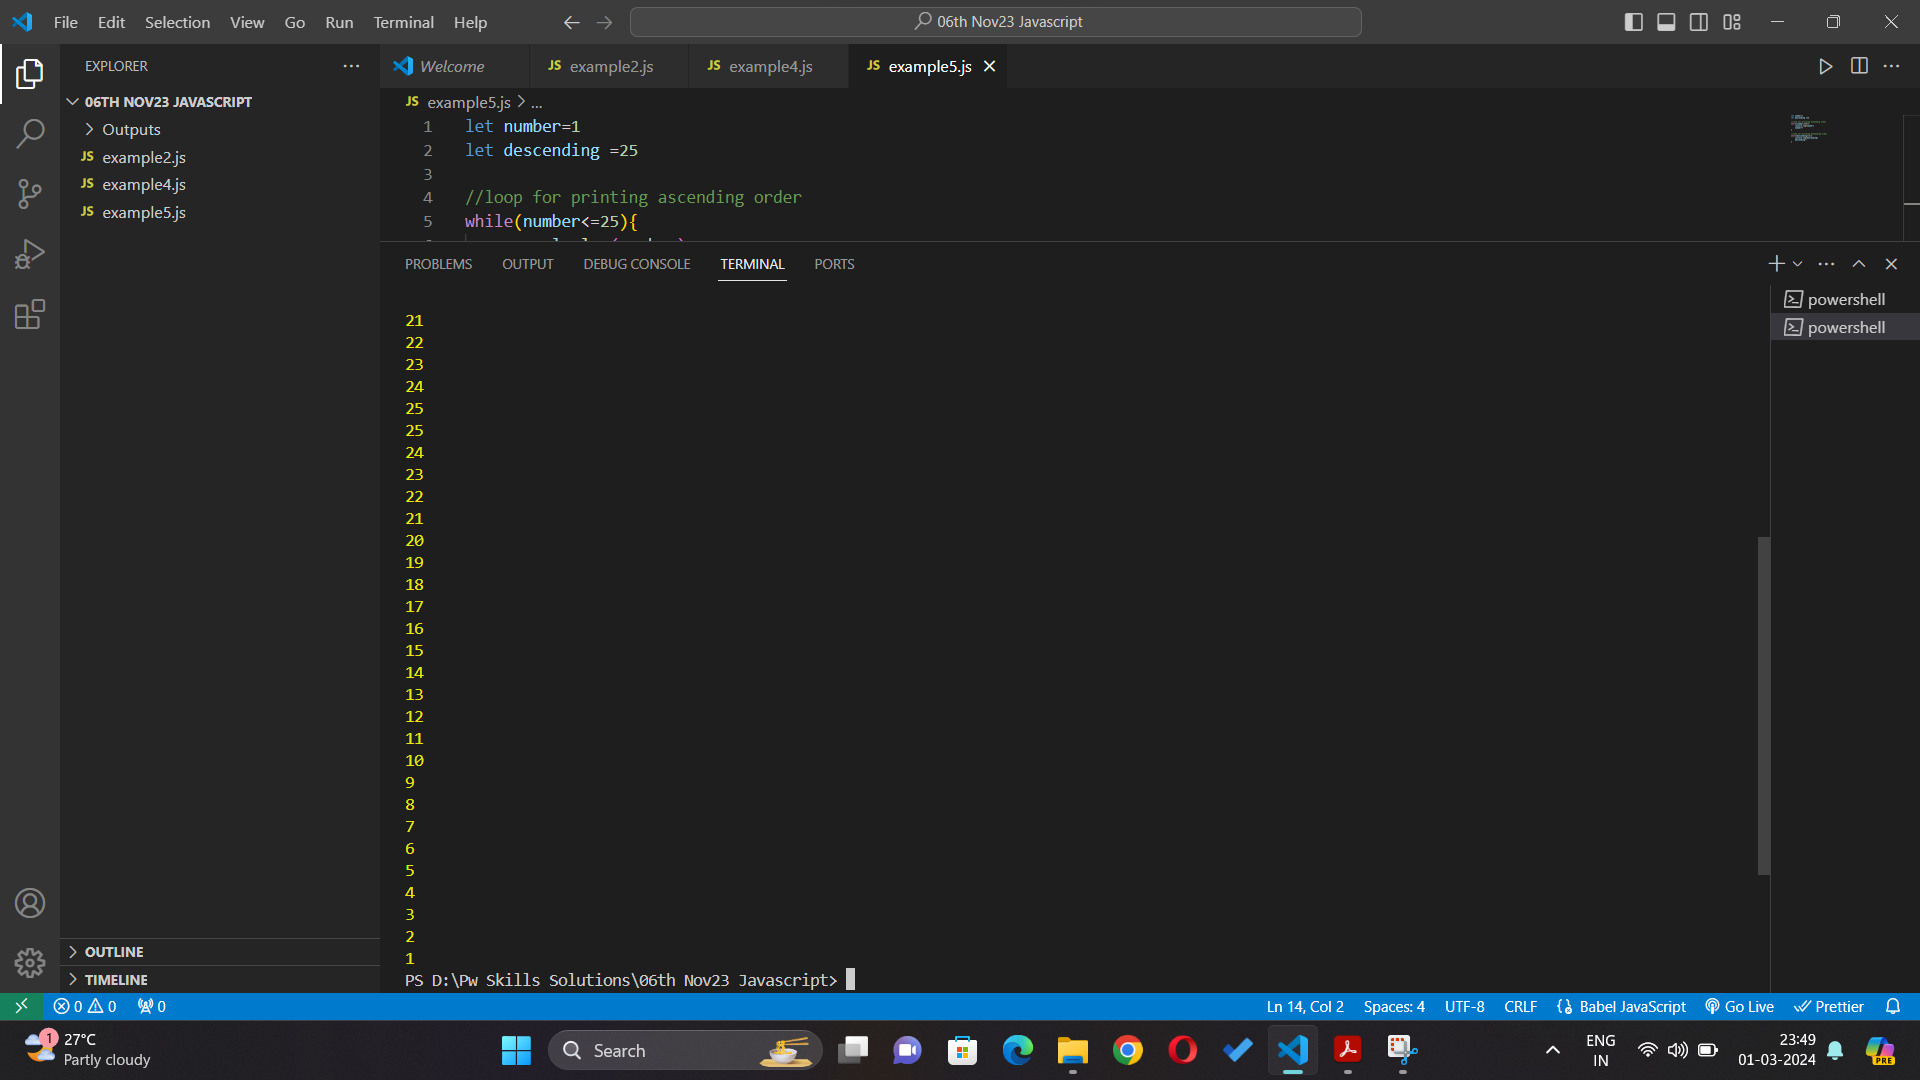 File Edit Selection View Go Run Terminal Help
06th Nov23 Javascript
EXPLORER
06TH NOV23 JAVASCRIPT
Outputs
JS example2.js
JS example4.js
JS example5.js
OUTLINE
TIMELINE
Welcome JS example2.js JS example4.js JS example5.js
JS example5.js > ...
1 let number=1
2 let descending =25
3
4 //loop for printing ascending order
5 while(number<=25){
PROBLEMS OUTPUT DEBUG CONSOLE TERMINAL PORTS
powershell
powershell
21
22
23
24
25
25
24
23
22
21
20
19
18
17
16
15
14
13
12
11
10
9
8
7
6
5
4
3
2
1
PS D:\Pw Skills Solutions\06th Nov23 Javascript>
0 0 0 Ln 14, Col 2 Spaces: 4 UTF-8 CRLF Babel JavaScript Go Live Prettier
1
27°C
Partly cloudy
Search
ENG
IN
23:49
01-03-2024
PRE